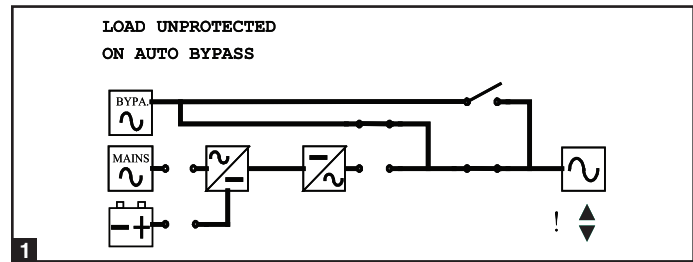 LOAD UNPROTECTED
ON AUTO BYPASS
BYPA.
MAINS
!
1